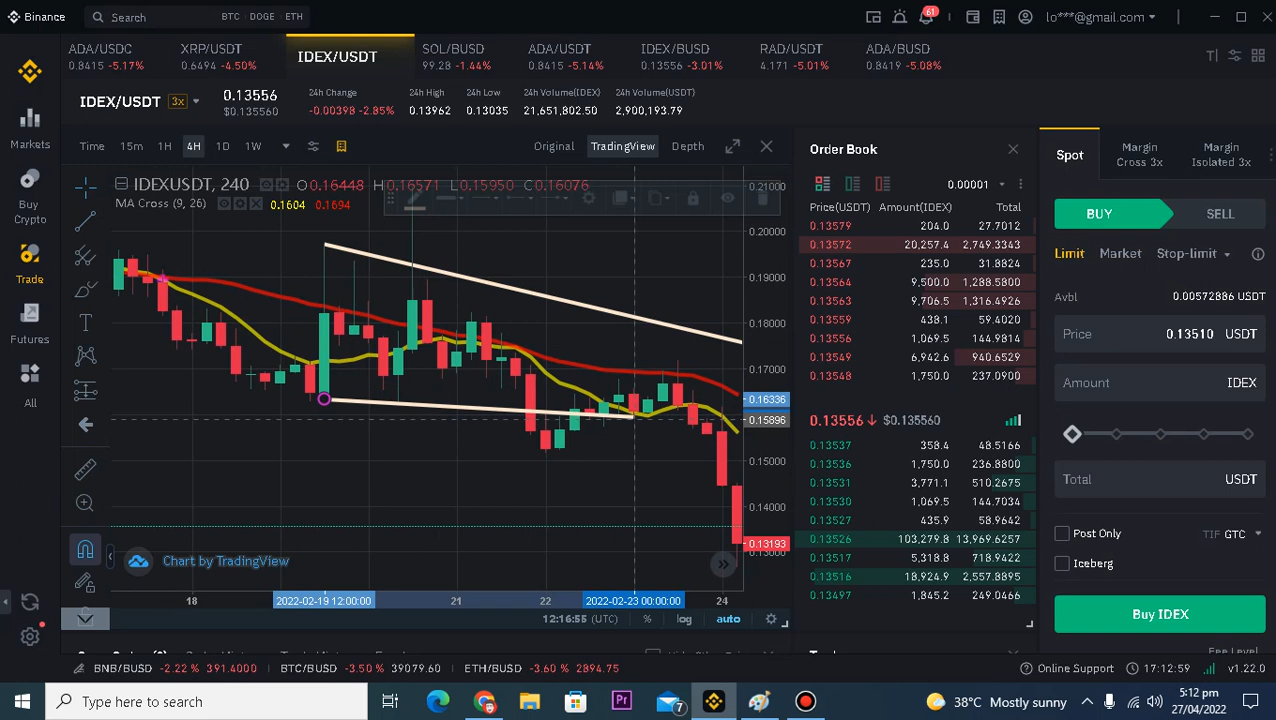 Binance
Search BTC DOGE ETH
61
lo***@gmail.com
ADA/USDC
0.8415 -5.17%
XRP/USDT
0.6494 -4.50%
IDEX/USDT
SOL/BUSD
99.28 -1.44%
ADA/USDT
0.8415 -5.14%
IDEX/BUSD
0.13556 -3.01%
RAD/USDT
4.171 -5.01%
ADA/BUSD
0.8419 -5.08%
IDEX/USDT 3x
0.13556
$0.135560
24h Change
-0.00398 -2.85%
24h High
0.13962
24h Low
0.13035
24h Volume(IDEX)
21,651,802.50
24h Volume(USDT)
2,900,193.79
Markets
Buy
Crypto
Trade
Futures
All
Time 15m 1H 4H 1D 1W
Original TradingView Depth
IDEXUSDT, 240 O0.16448 H0.16571 L0.15950 C0.16076
MA Cross (9, 26) 0.1604 0.1694
0.21000
0.20000
0.19000
0.18000
0.17000
0.16336
0.15896
0.15000
0.14000
0.13193
0.13000
Chart by TradingView
18 2022-02-19 12:00:00 21 22 2022-02-23 00:00:00 24
12:16:55 (UTC) % log auto
Order Book
0.00001
Price(USDT) Amount(IDEX) Total
0.13579 204.0 27.7012
0.13572 20,257.4 2,749.3343
0.13567 235.0 31.8824
0.13564 9,500.0 1,288.5800
0.13563 9,706.5 1,316.4926
0.13559 438.1 59.4020
0.13556 1,069.5 144.9914
0.13549 6,942.6 940.6529
0.13548 1,750.0 237.0900
0.13556 $0.135560
0.13537 358.4 48.5166
0.13536 1,750.0 236.8800
0.13531 3,771.1 510.2675
0.13530 1,069.5 144.7034
0.13527 435.9 58.9642
0.13526 103,279.8 13,969.6257
0.13517 5,318.8 718.9422
0.13516 18,924.9 2,557.8895
0.13497 1,845.2 249.0466
Spot
Margin
Cross 3x
Margin
Isolated 3x
BUY SELL
Limit Market Stop-limit
Avbl 0.00572886 USDT
Price 0.13510 USDT
Amount IDEX
Total USDT
Post Only TIF GTC
Iceberg
Buy IDEX
BNB/BUSD -2.22 % 391.4000 BTC/BUSD -3.50 % 39079.60 ETH/BUSD -3.60 % 2894.75
Online Support 17:12:59 v1.22.0
Type here to search
Pr
7
38°C Mostly sunny
5:12 pm
27/04/2022